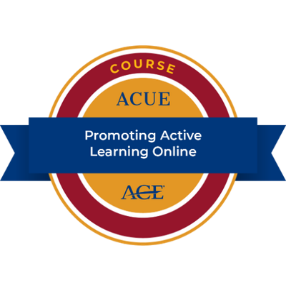 COURSE
ACUE
Promoting Active
Learning Online
ACE